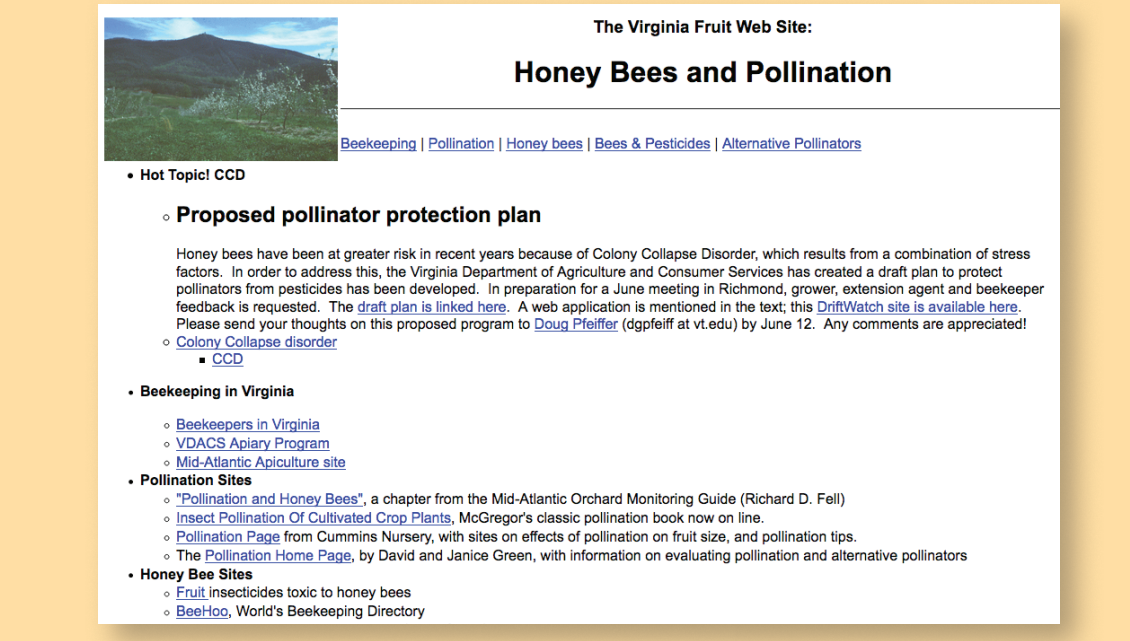 The Virginia Fruit Web Site:
Honey Bees and Pollination
Beekeeping | Pollination | Honey bees | Bees & Pesticides | Alternative Pollinators
Hot Topic! CCD
Proposed pollinator protection plan
Honey bees have been at greater risk in recent years because of Colony Collapse Disorder, which results from a combination of stress
factors.  In order to address this, the Virginia Department of Agriculture and Consumer Services has created a draft plan to protect
pollinators from pesticides has been developed.  In preparation for a June meeting in Richmond, grower, extension agent and beekeeper
feedback is requested.  The draft plan is linked here.  A web application is mentioned in the text; this DriftWatch site is available here.
Please send your thoughts on this proposed program to Doug Pfeiffer (dgpfeiff at vt.edu) by June 12.  Any comments are appreciated!
Colony Collapse disorder
CCD
Beekeeping in Virginia
Beekeepers in Virginia
VDACS Apiary Program
Mid-Atlantic Apiculture site
Pollination Sites
"Pollination and Honey Bees", a chapter from the Mid-Atlantic Orchard Monitoring Guide (Richard D. Fell)
Insect Pollination Of Cultivated Crop Plants, McGregor's classic pollination book now on line.
Pollination Page from Cummins Nursery, with sites on effects of pollination on fruit size, and pollination tips.
The Pollination Home Page, by David and Janice Green, with information on evaluating pollination and alternative pollinators
Honey Bee Sites
Fruit insecticides toxic to honey bees
BeeHoo, World's Beekeeping Directory